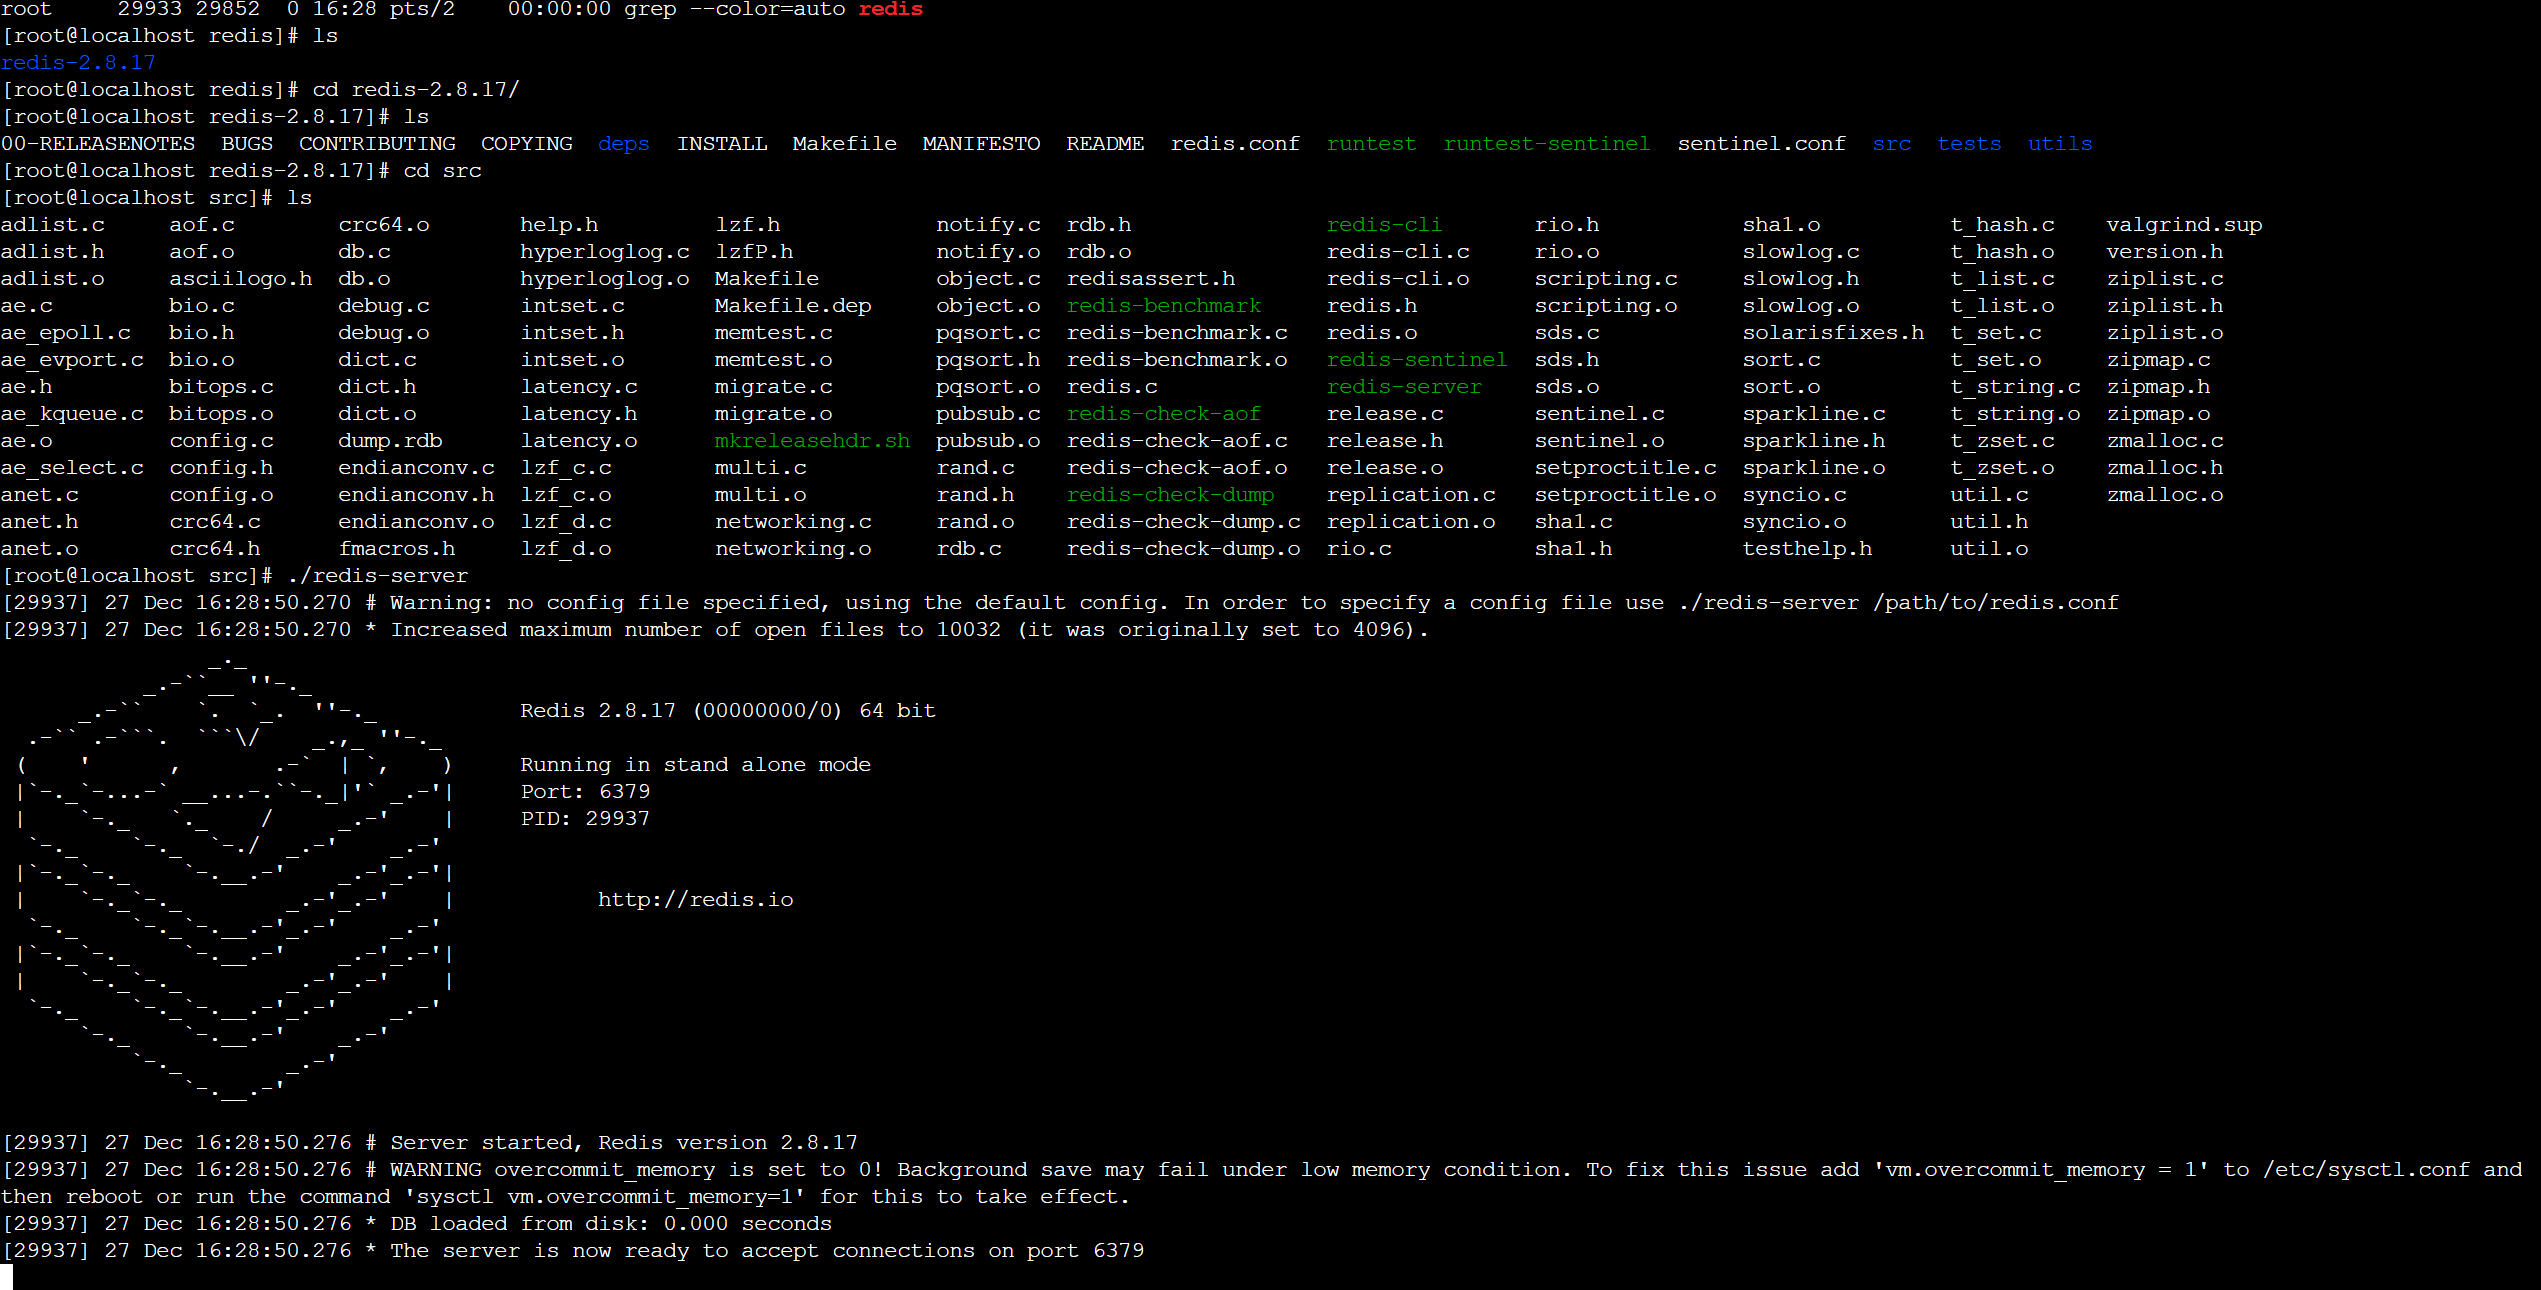 root     29933 29852  0 16:28 pts/2    00:00:00 grep --color=auto redis
[root@localhost redis]# ls
redis-2.8.17
[root@localhost redis]# cd redis-2.8.17/
[root@localhost redis-2.8.17]# ls
00-RELEASENOTES  BUGS  CONTRIBUTING  COPYING  deps  INSTALL  Makefile  MANIFESTO  README  redis.conf  runtest  runtest-sentinel  sentinel.conf  src  tests  utils
[root@localhost redis-2.8.17]# cd src
[root@localhost src]# ls
adlist.c     aof.c        crc64.o       help.h         lzf.h           notify.c  rdb.h              redis-cli      rio.h           sha1.o          t_hash.c    valgrind.sup
adlist.h     aof.o        db.c          hyperloglog.c  lzfP.h          notify.o  rdb.o              redis-cli.c    rio.o           slowlog.c       t_hash.o    version.h
adlist.o     asciilogo.h  db.o          hyperloglog.o  Makefile        object.c  redisassert.h      redis-cli.o    scripting.c     slowlog.h       t_list.c    ziplist.c
ae.c         bio.c        debug.c       intset.c       Makefile.dep    object.o  redis-benchmark    redis.h        scripting.o     slowlog.o       t_list.o    ziplist.h
ae_epoll.c   bio.h        debug.o       intset.h       memtest.c       pqsort.c  redis-benchmark.c  redis.o        sds.c           solarisfixes.h  t_set.c     ziplist.o
ae_evport.c  bio.o        dict.c        intset.o       memtest.o       pqsort.h  redis-benchmark.o  redis-sentinel  sds.h           sort.c          t_set.o     zipmap.c
ae.h         bitops.c     dict.h        latency.c      migrate.c       pqsort.o  redis.c            redis-server   sds.o           sort.o          t_string.c  zipmap.h
ae_kqueue.c  bitops.o     dict.o        latency.h      migrate.o       pubsub.c  redis-check-aof    release.c      sentinel.c      sparkline.c     t_string.o  zipmap.o
ae.o         config.c     dump.rdb      latency.o      mkreleasehdr.sh  pubsub.o  redis-check-aof.c  release.h      sentinel.o      sparkline.h     t_zset.c    zmalloc.c
ae_select.c  config.h     endianconv.c  lzf_c.c        multi.c         rand.c    redis-check-aof.o  release.o      setproctitle.c  sparkline.o     t_zset.o    zmalloc.h
anet.c       config.o     endianconv.h  lzf_c.o        multi.o         rand.h    redis-check-dump   replication.c  setproctitle.o  syncio.c        util.c      zmalloc.o
anet.h       crc64.c      endianconv.o  lzf_d.c        networking.c    rand.o    redis-check-dump.c  replication.o  sha1.c          syncio.o        util.h
anet.o       crc64.h      fmacros.h     lzf_d.o        networking.o    rdb.c     redis-check-dump.o  rio.c          sha1.h          testhelp.h      util.o
[root@localhost src]# ./redis-server
[29937] 27 Dec 16:28:50.270 # Warning: no config file specified, using the default config. In order to specify a config file use ./redis-server /path/to/redis.conf
[29937] 27 Dec 16:28:50.270 * Increased maximum number of open files to 10032 (it was originally set to 4096).
Redis 2.8.17 (00000000/0) 64 bit
Running in stand alone mode
Port: 6379
PID: 29937
http://redis.io
[29937] 27 Dec 16:28:50.276 # Server started, Redis version 2.8.17
[29937] 27 Dec 16:28:50.276 # WARNING overcommit_memory is set to 0! Background save may fail under low memory condition. To fix this issue add 'vm.overcommit_memory = 1' to /etc/sysctl.conf and
then reboot or run the command 'sysctl vm.overcommit_memory=1' for this to take effect.
[29937] 27 Dec 16:28:50.276 * DB loaded from disk: 0.000 seconds
[29937] 27 Dec 16:28:50.276 * The server is now ready to accept connections on port 6379